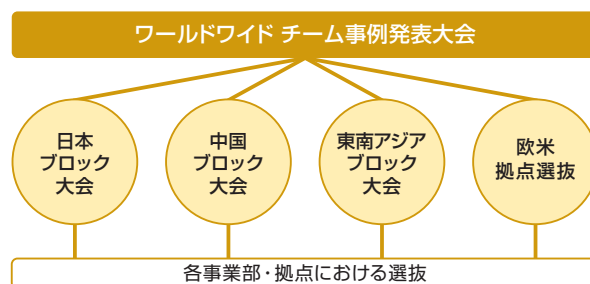 ワールドワイド チーム事例発表大会
日本
ブロック
大会
中国
ブロック
大会
東南アジア
ブロック
大会
欧米
拠点選抜
各事業部・拠点における選抜